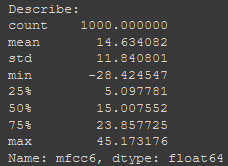 Describe:
count    1000.000000
mean       14.634082
std        11.840801
min       -28.424547
25%         5.097781
50%        15.007552
75%        23.857725
max        45.173176
Name: mfcc6, dtype: float64